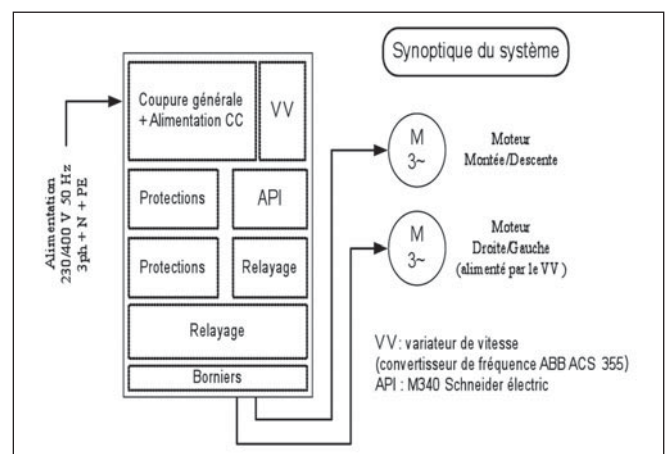 Synoptique du système
Coupure générale
+ Alimentation CC
VV
Alimentation
230/400 V 50 Hz
3ph + N + PE
Protections
API
Protections
Relayage
Relayage
Borniers
M
3~
Moteur
Montée/Descente
M
3~
Moteur
Droite/Gauche
(alimenté par le VV)
VV : variateur de vitesse
(convertisseur de fréquence ABB ACS 355)
API : M340 Schneider électric